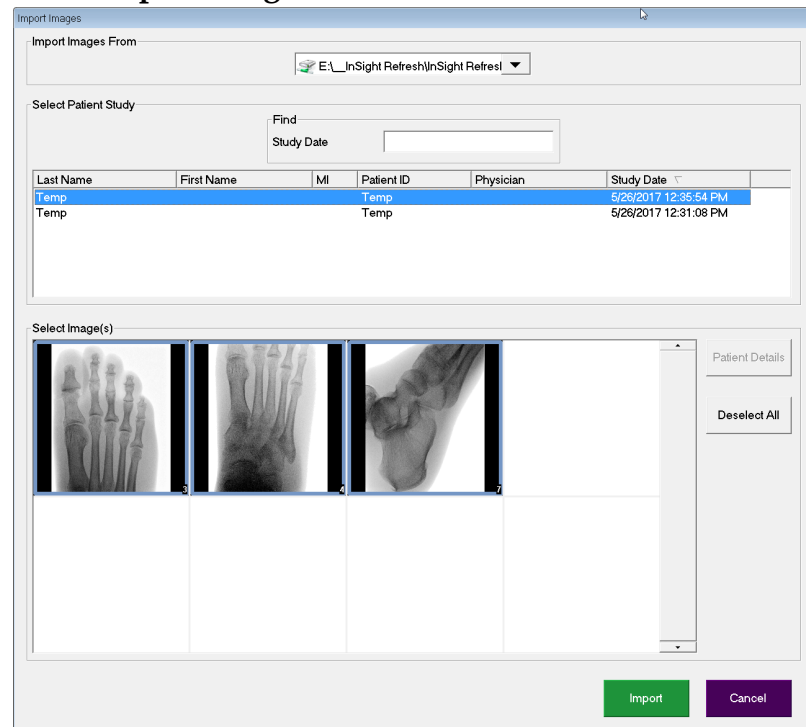 Import Images
Import Images From
E:\__InSight Refresh\InSight Refresl
Select Patient Study
Find
Study Date
Last Name First Name MI Patient ID Physician Study Date
Temp Temp 5/26/2017 12:35:54 PM
Temp Temp 5/26/2017 12:31:08 PM
Select Image(s)
3 4 7
Patient Details
Deselect All
Import Cancel